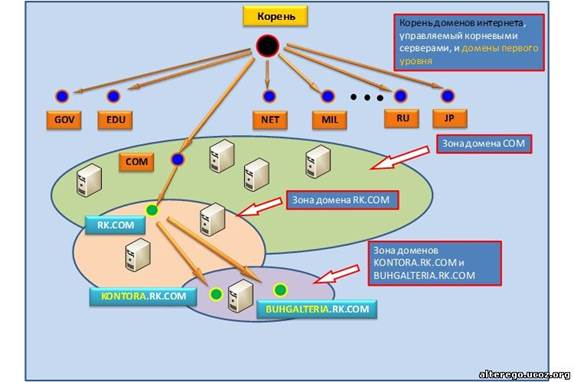 Корень
Корень доменов интернета,
управляемый корневыми
серверами, и домены первого
уровня
GOV
EDU
NET
MIL
RU
JP
COM
Зона домена COM
Зона домена RK.COM
RK.COM
Зона доменов
KONTORA.RK.COM и
BUHGALTERIA.RK.COM
KONTORA.RK.COM
BUHGALTERIA.RK.COM
alterego.ucoz.org